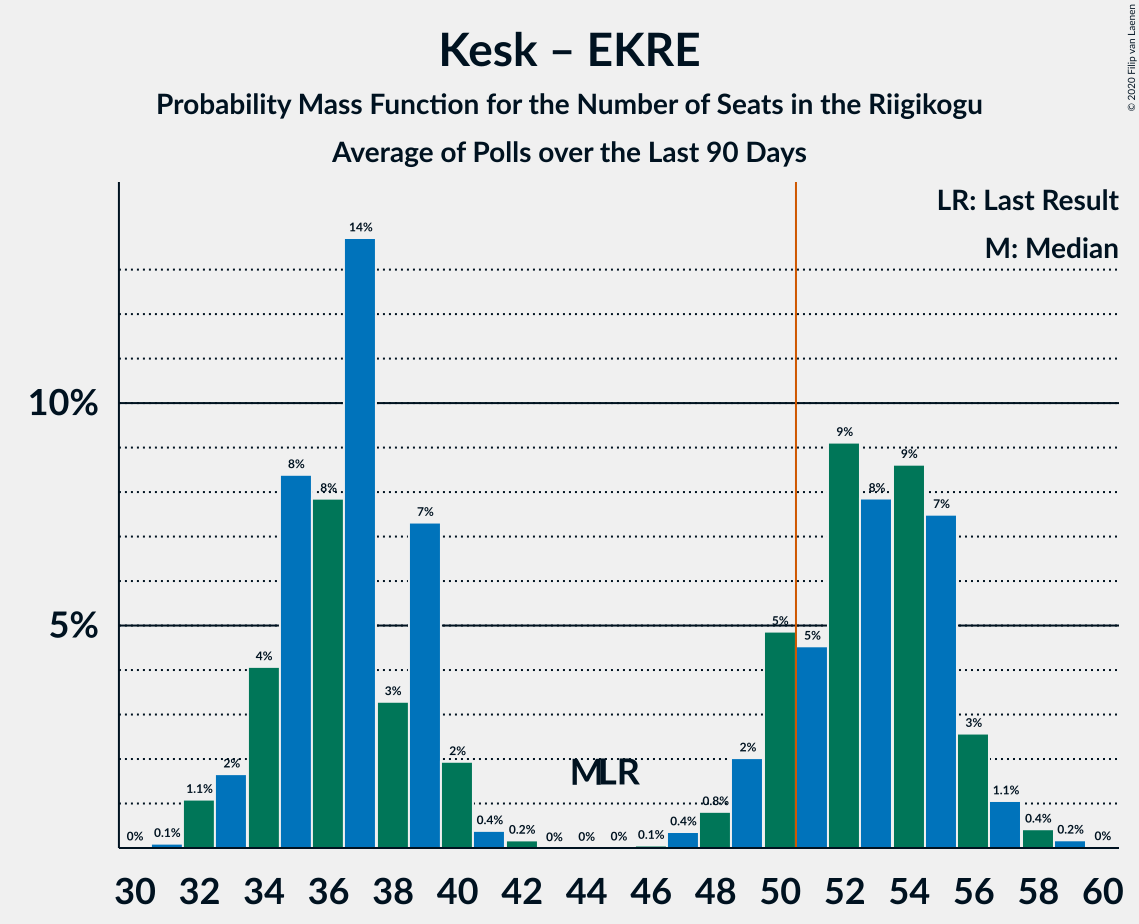 Kesk – EKRE
Probability Mass Function for the Number of Seats in the Riigikogu
Average of Polls over the Last 90 Days
© 2020 Filip van Laenen
LR: Last Result
M: Median
10%
5%
0% 0.1% 1.1% 2% 4% 8% 8% 14% 3% 7% 2% 0.4% 0.2% 0% 0% 0% 0.1% 0.4% 0.8% 2% 5% 5% 9% 8% 9% 7% 3% 1.1% 0.4% 0.2% 0%
M LR
30 32 34 36 38 40 42 44 46 48 50 52 54 56 58 60